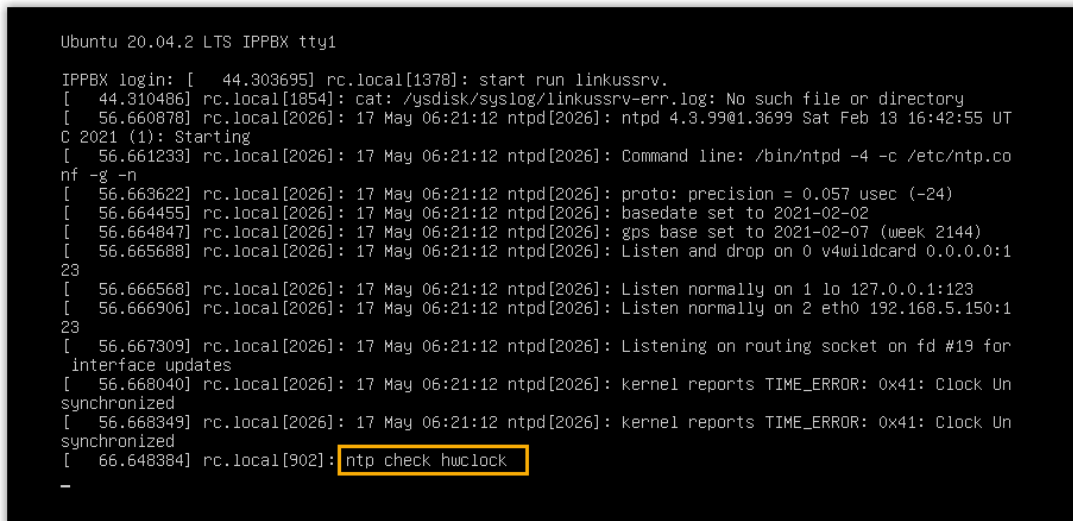 Ubuntu 20.04.2 LTS IPPBX tty1
IPPBX login: [   44.303695] rc.local[1378]: start run linkussrv.
[   44.310486] rc.local[1854]: cat: /ysdisk/syslog/linkussrv-err.log: No such file or directory
[   56.660878] rc.local[2026]: 17 May 06:21:12 ntpd[2026]: ntpd 4.3.99@1.3699 Sat Feb 13 16:42:55 UT
C 2021 (1): Starting
[   56.661233] rc.local[2026]: 17 May 06:21:12 ntpd[2026]: Command line: /bin/ntpd -4 -c /etc/ntp.co
nf -g -n
[   56.663622] rc.local[2026]: 17 May 06:21:12 ntpd[2026]: proto: precision = 0.057 usec (-24)
[   56.664455] rc.local[2026]: 17 May 06:21:12 ntpd[2026]: basedate set to 2021-02-02
[   56.664847] rc.local[2026]: 17 May 06:21:12 ntpd[2026]: gps base set to 2021-02-07 (week 2144)
[   56.665688] rc.local[2026]: 17 May 06:21:12 ntpd[2026]: Listen and drop on 0 v4wildcard 0.0.0.0:1
23
[   56.666568] rc.local[2026]: 17 May 06:21:12 ntpd[2026]: Listen normally on 1 lo 127.0.0.1:123
[   56.666906] rc.local[2026]: 17 May 06:21:12 ntpd[2026]: Listen normally on 2 eth0 192.168.5.150:1
23
[   56.667309] rc.local[2026]: 17 May 06:21:12 ntpd[2026]: Listening on routing socket on fd #19 for
 interface updates
[   56.668040] rc.local[2026]: 17 May 06:21:12 ntpd[2026]: kernel reports TIME_ERROR: 0x41: Clock Un
synchronized
[   56.668349] rc.local[2026]: 17 May 06:21:12 ntpd[2026]: kernel reports TIME_ERROR: 0x41: Clock Un
synchronized
[   66.648384] rc.local[902]: ntp check hwclock